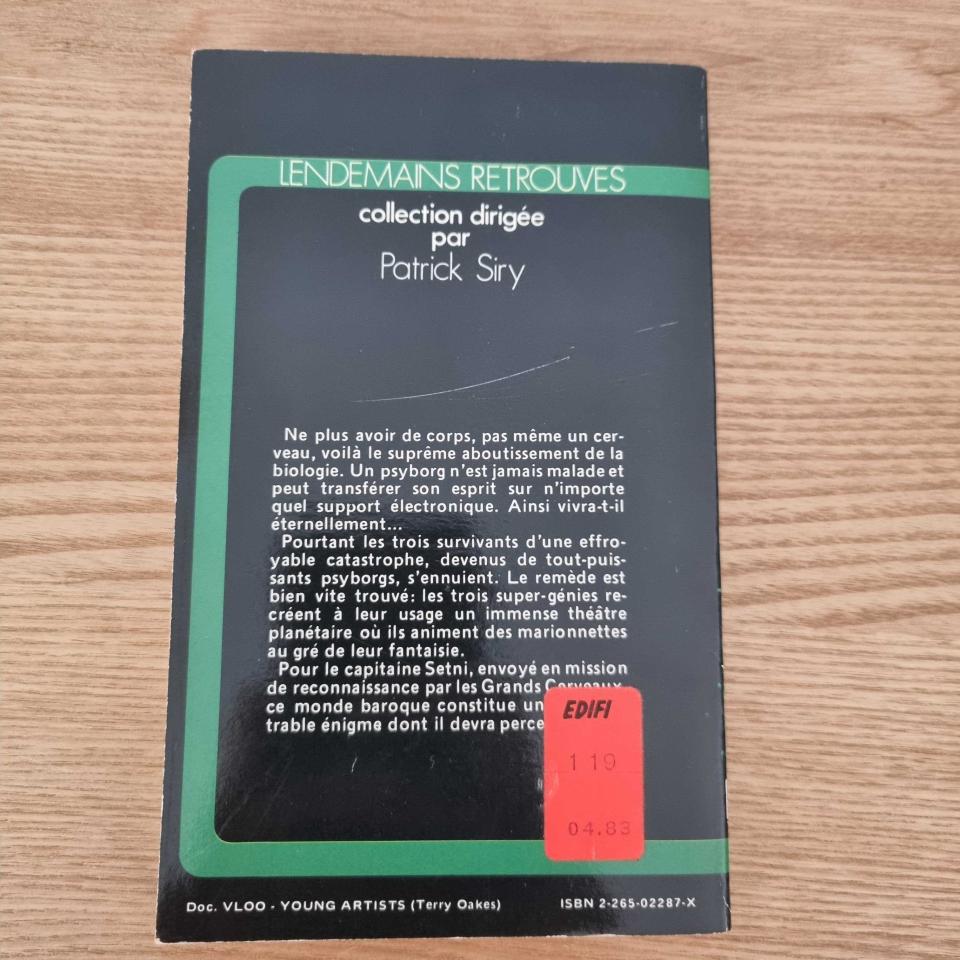 LENDEMAINS RETROUVES
collection dirigée
par
Patrick Siry
Ne plus avoir de corps, pas même un cer-
veau, voilà le suprême aboutissement de la
biologie. Un psyborg n'est jamais malade et
peut transférer son esprit sur n'importe
quel support électronique. Ainsi vivra-t-il
éternellement...
Pourtant les trois survivants d'une effro-
yable catastrophe, devenus de tout-puis-
sants psyborgs, s'ennuient. Le remède est
bien vite trouvé: les trois super-génies re-
créent à leur usage un immense théâtre
planétaire où ils animent des marionnettes
au gré de leur fantaisie.
Pour le capitaine Setni, envoyé en mission
de reconnaissance par les Grands Cerveaux,
ce monde baroque constitue un
trable énigme dont il devra perce
EDIFI
1 19
04.83
Doc. VLOO - YOUNG ARTISTS (Terry Oakes)
ISBN 2-265-02287-X